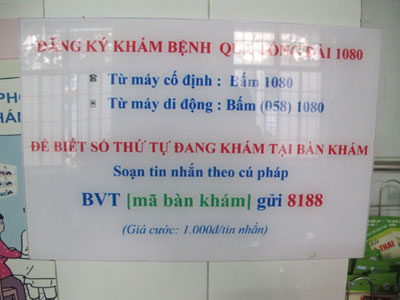 ĐĂNG KÝ KHÁM BỆNH QUA TỔNG ĐÀI 1080
Từ máy cố định : Bấm 1080
Từ máy di động : Bấm (058) 1080
ĐỂ BIẾT SỐ THỨ TỰ ĐANG KHÁM TẠI BÀN KHÁM
Soạn tin nhắn theo cú pháp
BVT [mã bàn khám] gửi 8188
(Giá cước: 1.000đ/tin nhắn)
THAI